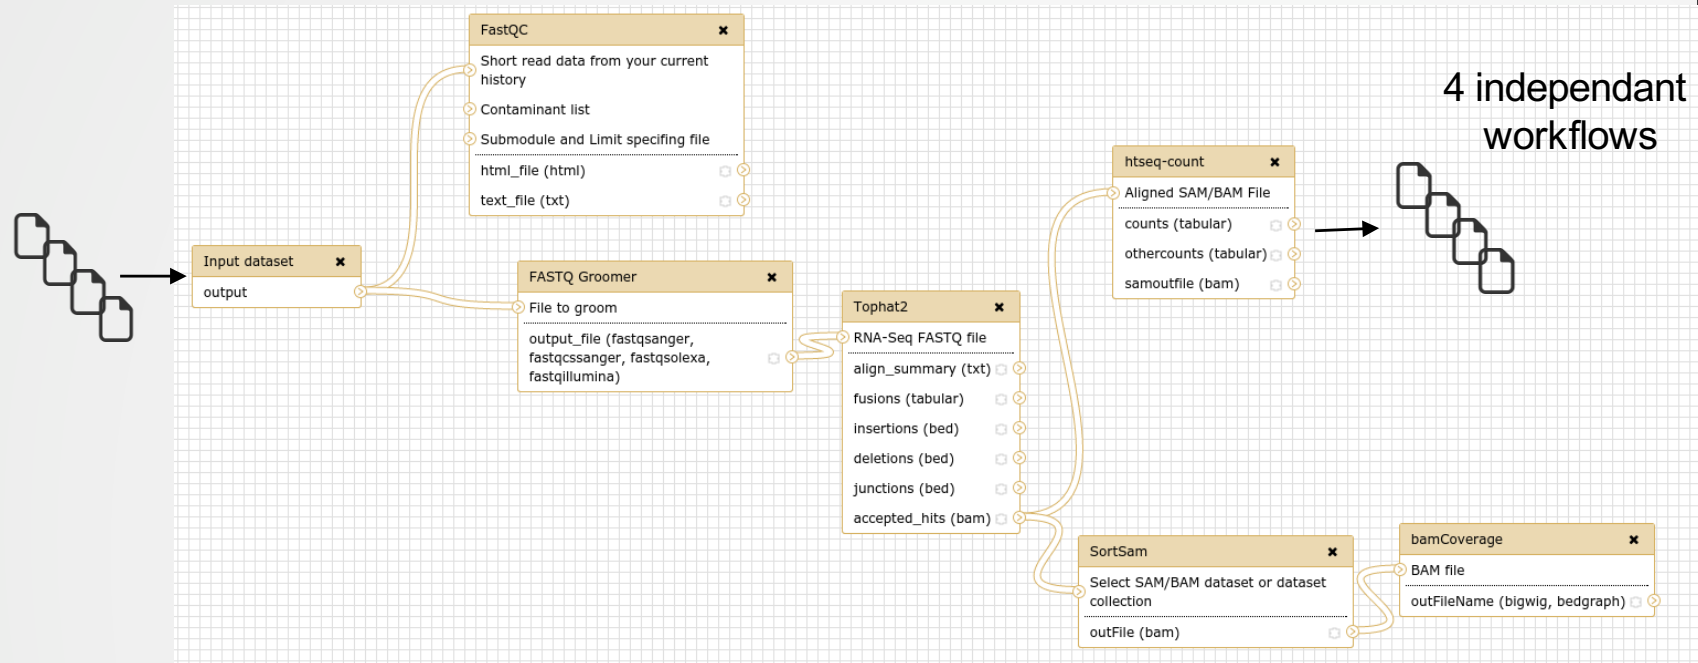 FastQC
Short read data from your current
history
Contaminant list
Submodule and Limit specifing file
html_file (html)
text_file (txt)
4 independant
workflows
htseq-count
Aligned SAM/BAM File
counts (tabular)
othercounts (tabular)
samoutfile (bam)
Input dataset
output
FASTQ Groomer
File to groom
output_file (fastqsanger,
fastqcssanger, fastqsolexa,
fastqillumina)
Tophat2
RNA-Seq FASTQ file
align_summary (txt)
fusions (tabular)
insertions (bed)
deletions (bed)
junctions (bed)
accepted_hits (bam)
SortSam
Select SAM/BAM dataset or dataset
collection
outFile (bam)
bamCoverage
BAM file
outFileName (bigwig, bedgraph)